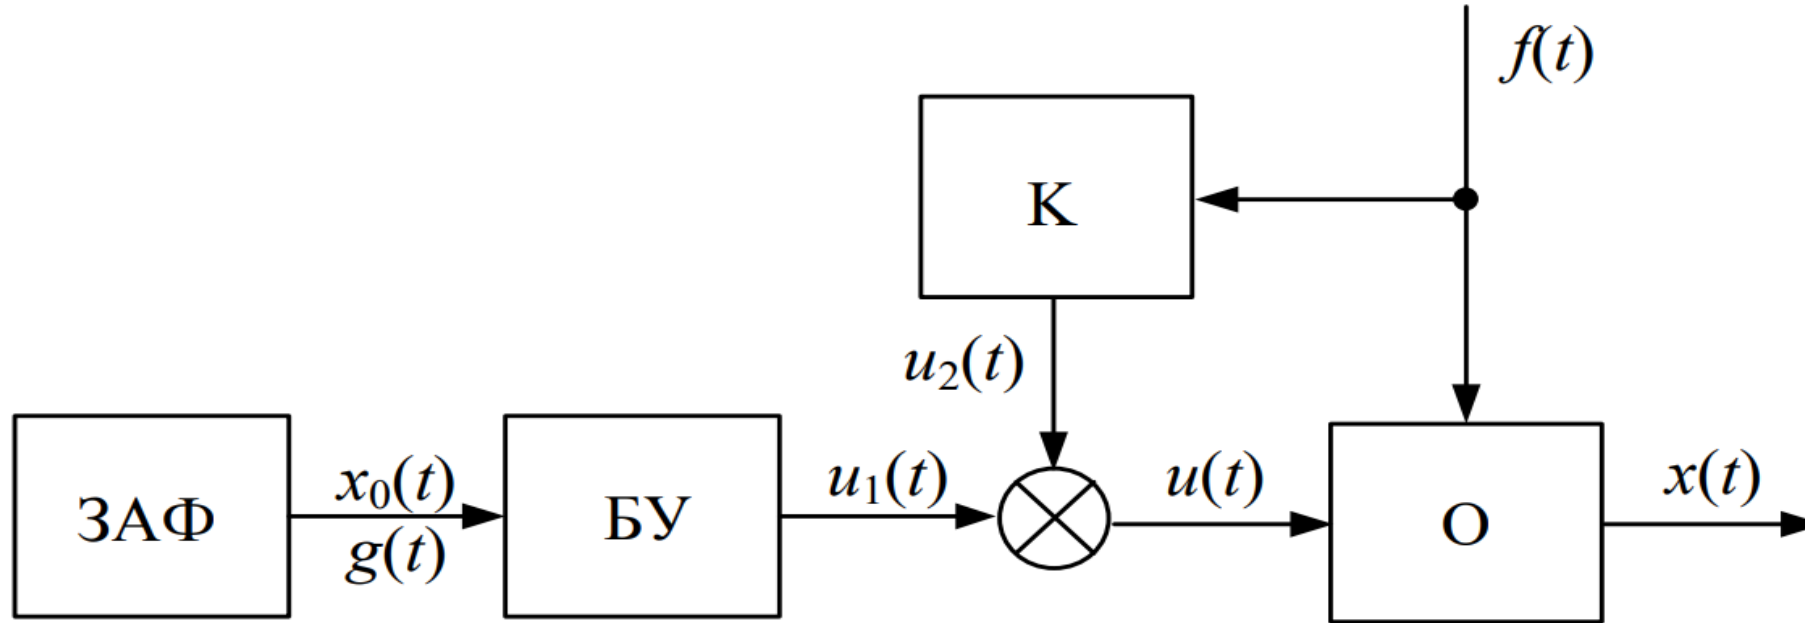 f(t)
К
u₂(t)
ЗАФ
x₀(t)
g(t)
БУ
u₁(t)
u(t)
О
x(t)